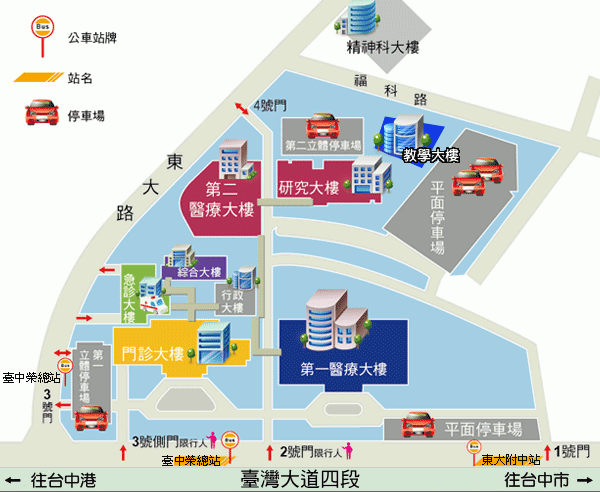 Bus
公車站牌
站名
停車場
精神科大樓
福科路
4號門
第二立體停車場
教學大樓
東大路
第二
醫療大樓
研究大樓
平面停車場
綜合大樓
急診大樓
行政
大樓
門診大樓
第一醫療大樓
第一
立體停車場
Bus
臺中榮總站
3號門
3號側門限行人
Bus
臺中榮總站
2號門限行人
平面停車場
Bus
東大附中站
1號門
往台中港
臺灣大道四段
往台中市